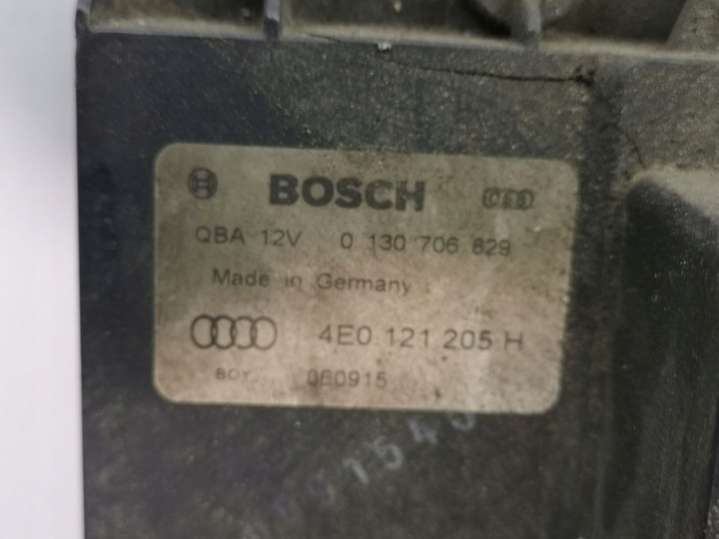 BOSCH
QBA 12V 0 130 706 829
Made in Germany
4E0 121 205 H
060915